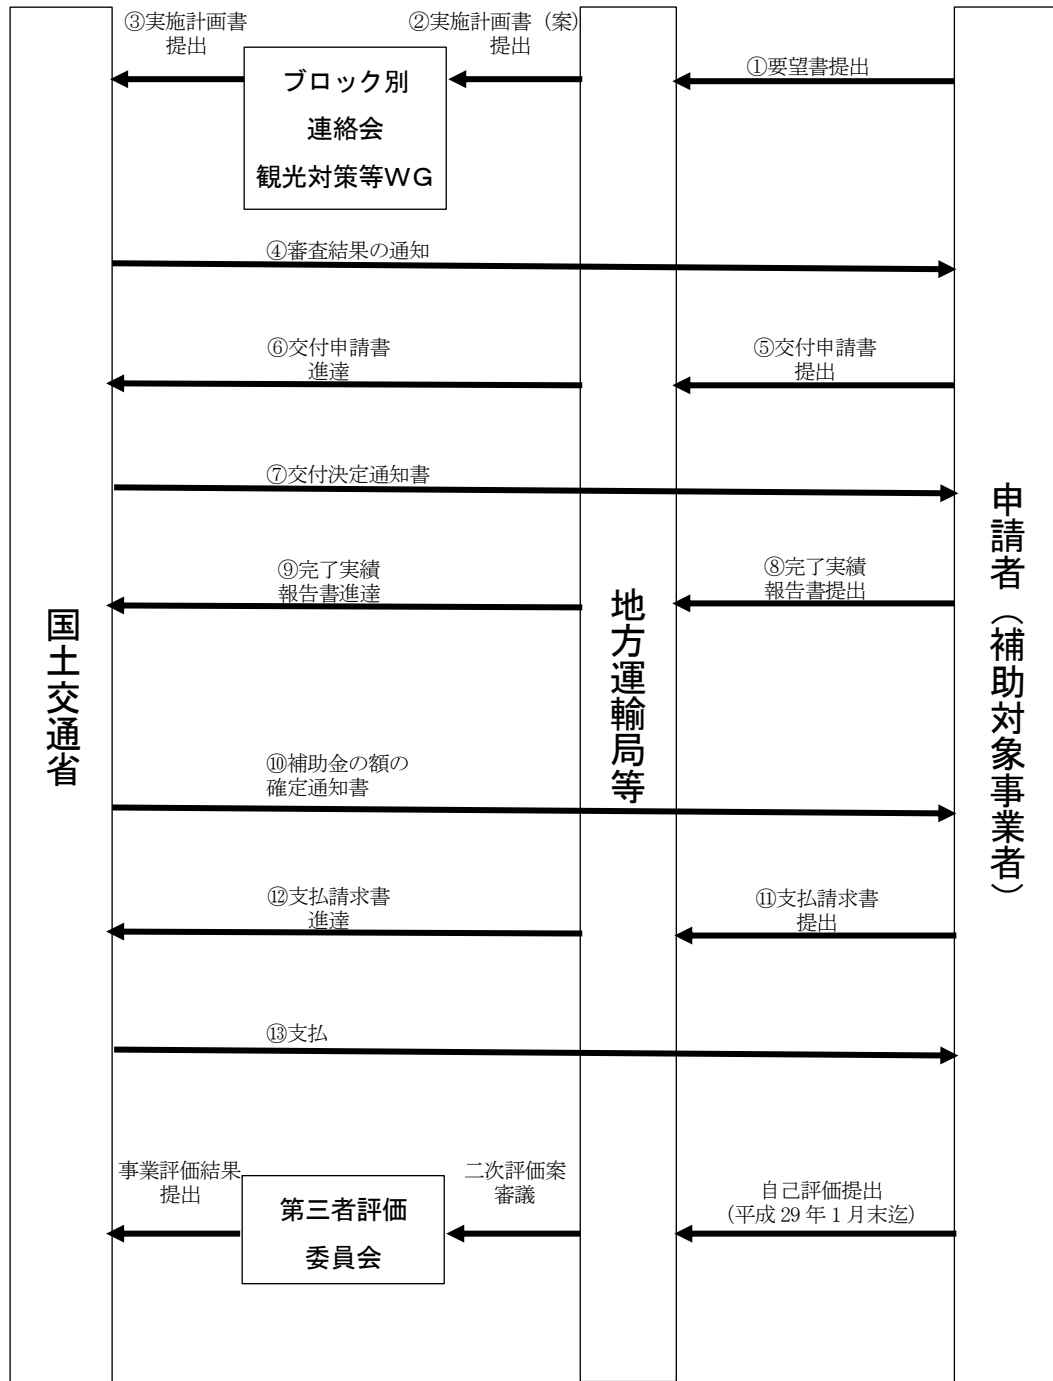 ③実施計画書
提出
②実施計画書（案）
提出
①要望書提出
ブロック別
連絡会
観光対策等ＷＧ
④審査結果の通知
⑥交付申請書
進達
⑤交付申請書
提出
⑦交付決定通知書
⑨完了実績
報告書進達
⑧完了実績
報告書提出
国土交通省
地方運輸局等
申請者（補助対象事業者）
⑩補助金の額の
確定通知書
⑫支払請求書
進達
⑪支払請求書
提出
⑬支払
事業評価結果
提出
第三者評価
委員会
二次評価案
審議
自己評価提出
（平成 29 年 1 月末迄）